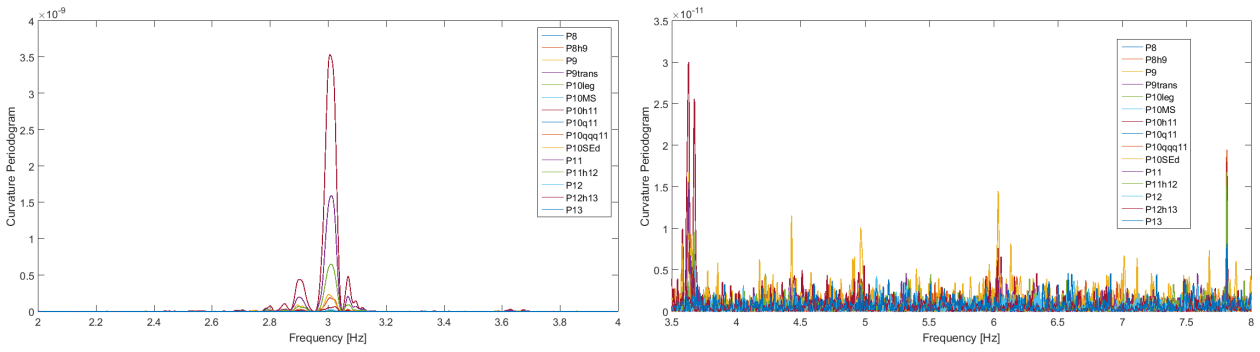 ×10⁻⁹
4
3.5
3
2.5
2
1.5
1
0.5
0
Curvature Periodogram
2
2.2
2.4
2.6
2.8
3.0
3.2
3.4
3.6
3.8
4
Frequency [Hz]
P8
P8h9
P9
P9trans
P10leg
P10MS
P10h11
P10q11
P10qqq11
P10SEd
P11
P11h12
P12
P12h13
P13
×10⁻¹¹
3.5
3
2.5
2
1.5
1
0.5
0
Curvature Periodogram
3.5
4
4.5
5
5.5
6
6.5
7
7.5
8
Frequency [Hz]
P8
P8h9
P9
P9trans
P10leg
P10MS
P10h11
P10q11
P10qqq11
P10SEd
P11
P11h12
P12
P12h13
P13